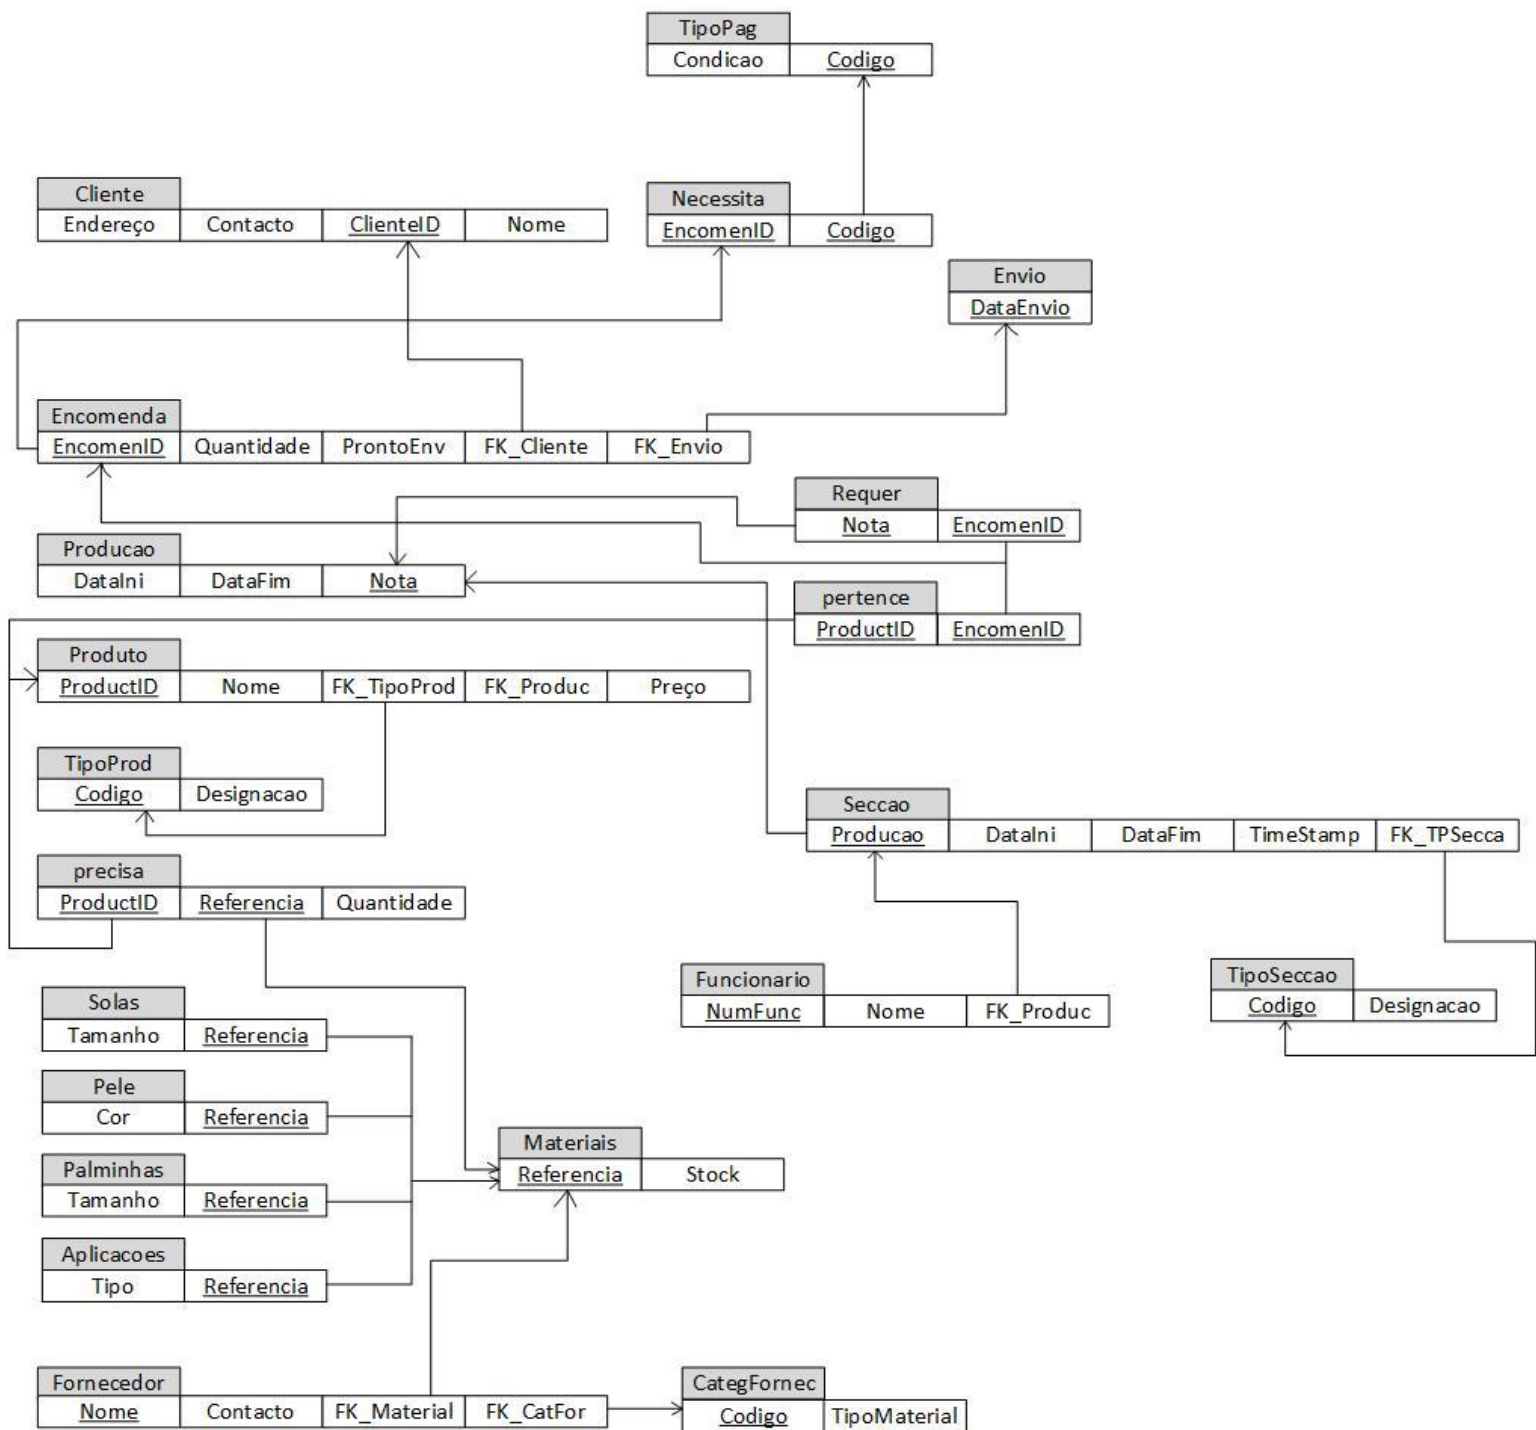 TipoPag
Condicao Codigo
Cliente
Endereço Contacto ClienteID Nome
Necessita
EncomenID Codigo
Envio
DataEnvio
Encomenda
EncomenID Quantidade ProntoEnv FK_Cliente FK_Envio
Requer
Nota EncomenID
Producao
DataIni DataFim Nota
pertence
ProductID EncomenID
Produto
ProductID Nome FK_TipoProd FK_Produc Preço
TipoProd
Codigo Designacao
Seccao
Producao DataIni DataFim TimeStamp FK_TPSecca
precisa
ProductID Referencia Quantidade
Funcionario
NumFunc Nome FK_Produc
TipoSeccao
Codigo Designacao
Solas
Tamanho Referencia
Pele
Cor Referencia
Materiais
Referencia Stock
Palminhas
Tamanho Referencia
Aplicacoes
Tipo Referencia
Fornecedor
Nome Contacto FK_Material FK_CatFor
CategFornec
Codigo TipoMaterial